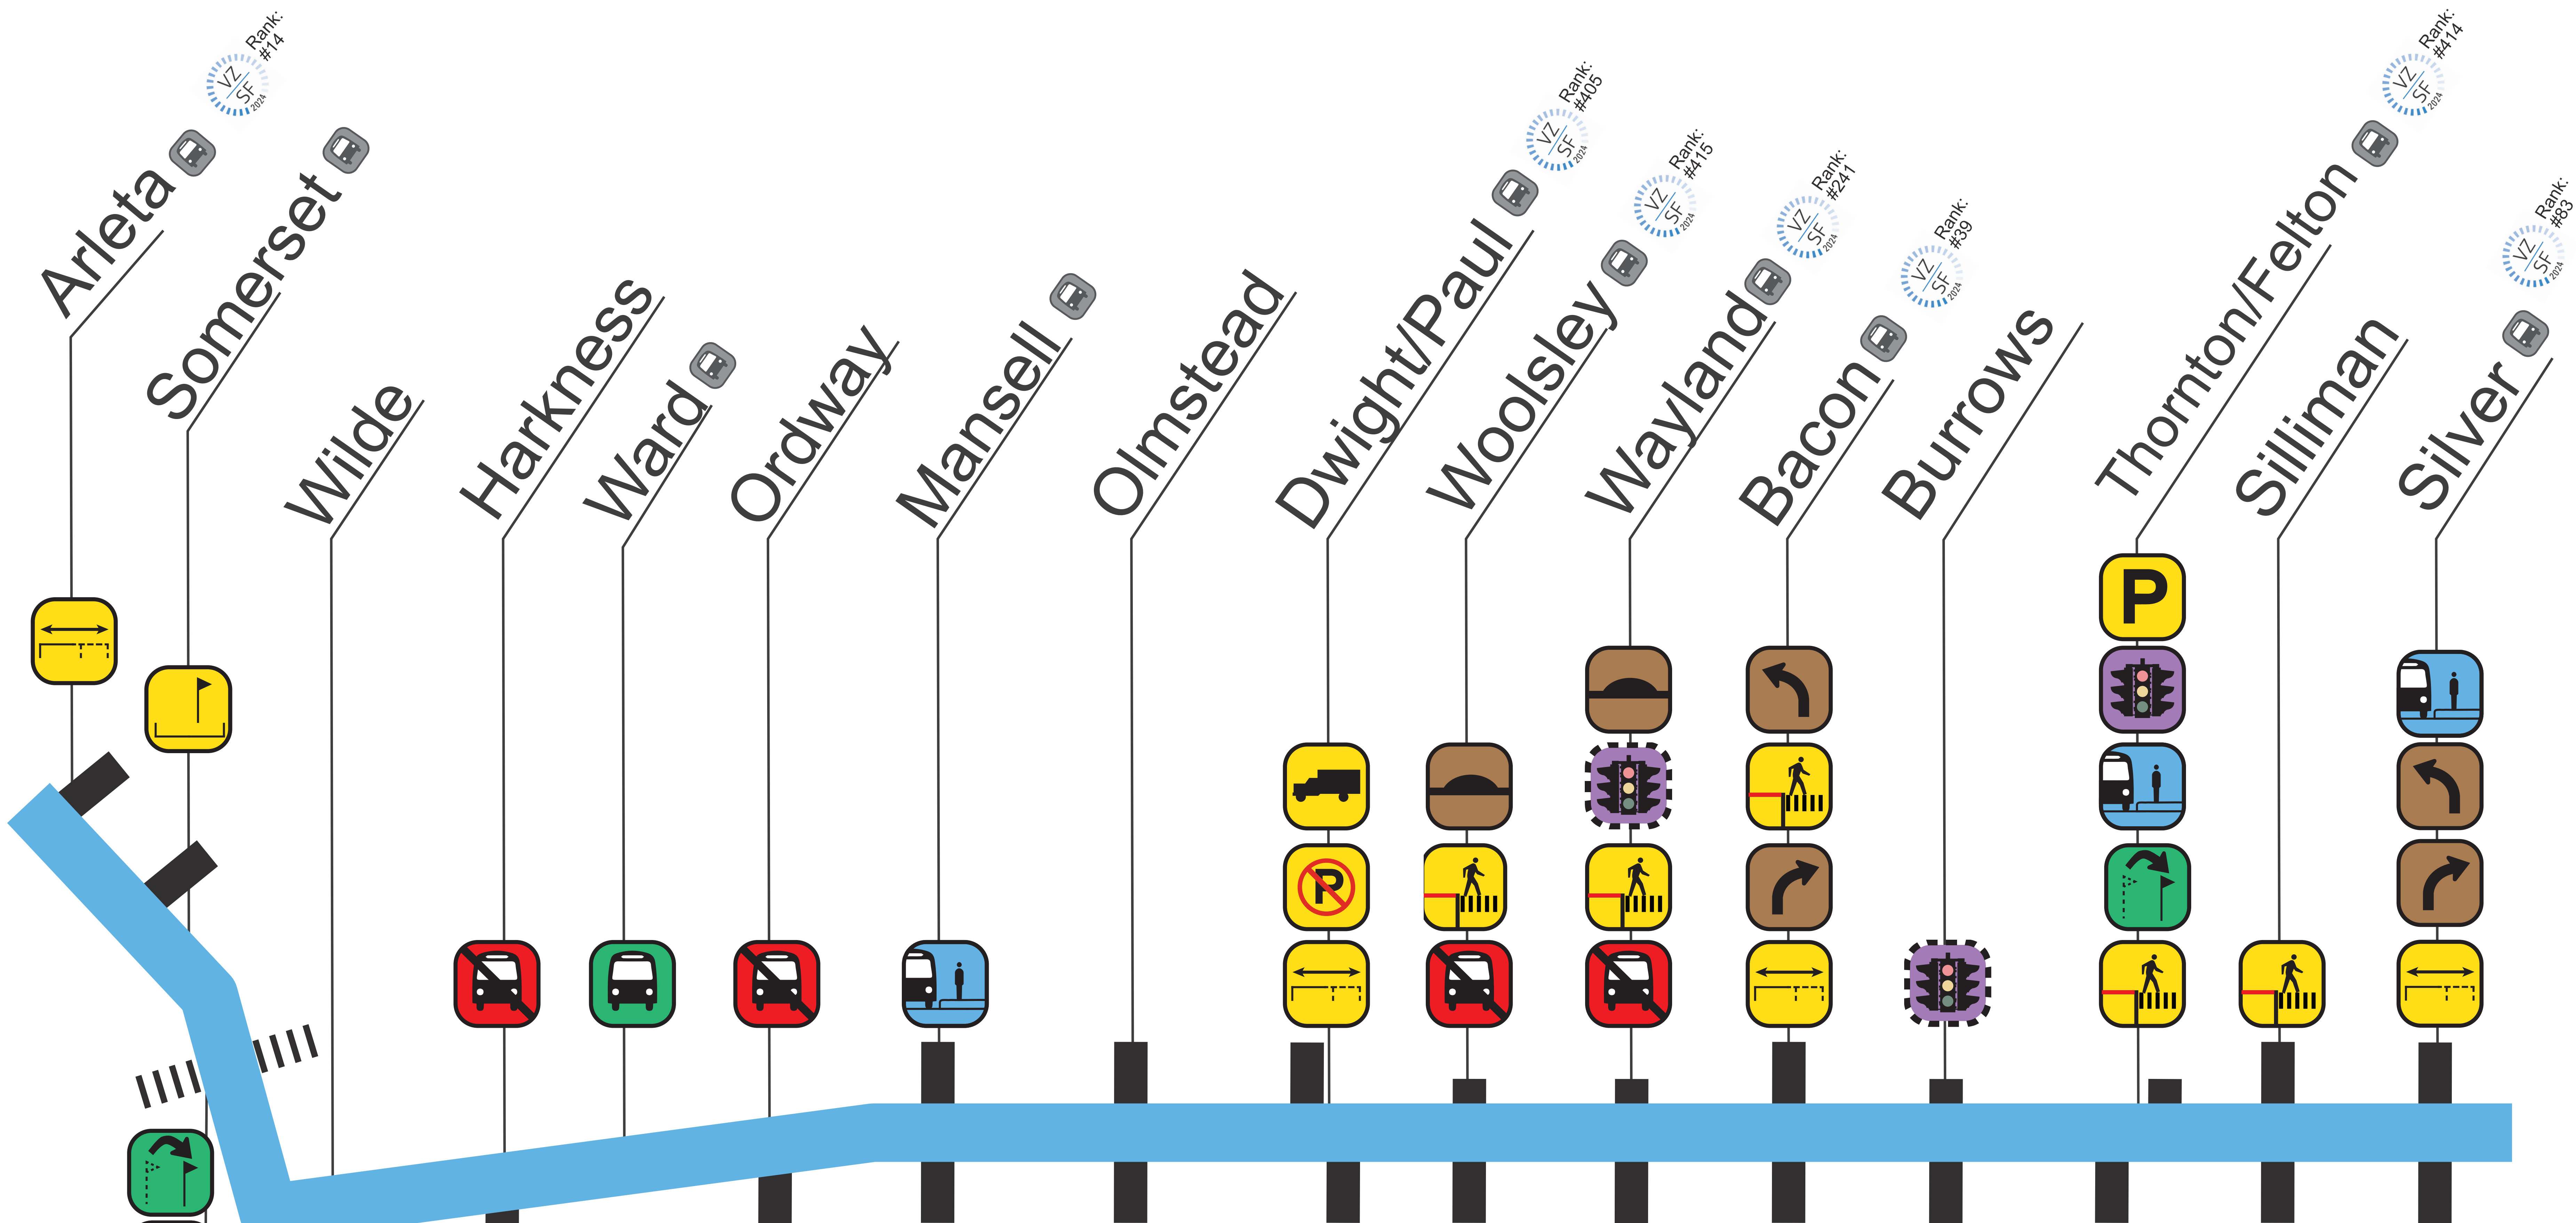 Arleta
VZ
SF
2024
Rank:
#14
Somerset
Wilde
Harkness
Ward
Ordway
Mansell
Olmstead
Dwight/Paul
VZ
SF
2024
Rank:
#405
Woolsley
VZ
SF
2024
Rank:
#415
Wayland
VZ
SF
2024
Rank:
#241
Bacon
VZ
SF
2024
Rank:
#39
Burrows
Thornton/Felton
VZ
SF
2024
Rank:
#414
Silliman
Silver
VZ
SF
2024
Rank:
#83
P
P